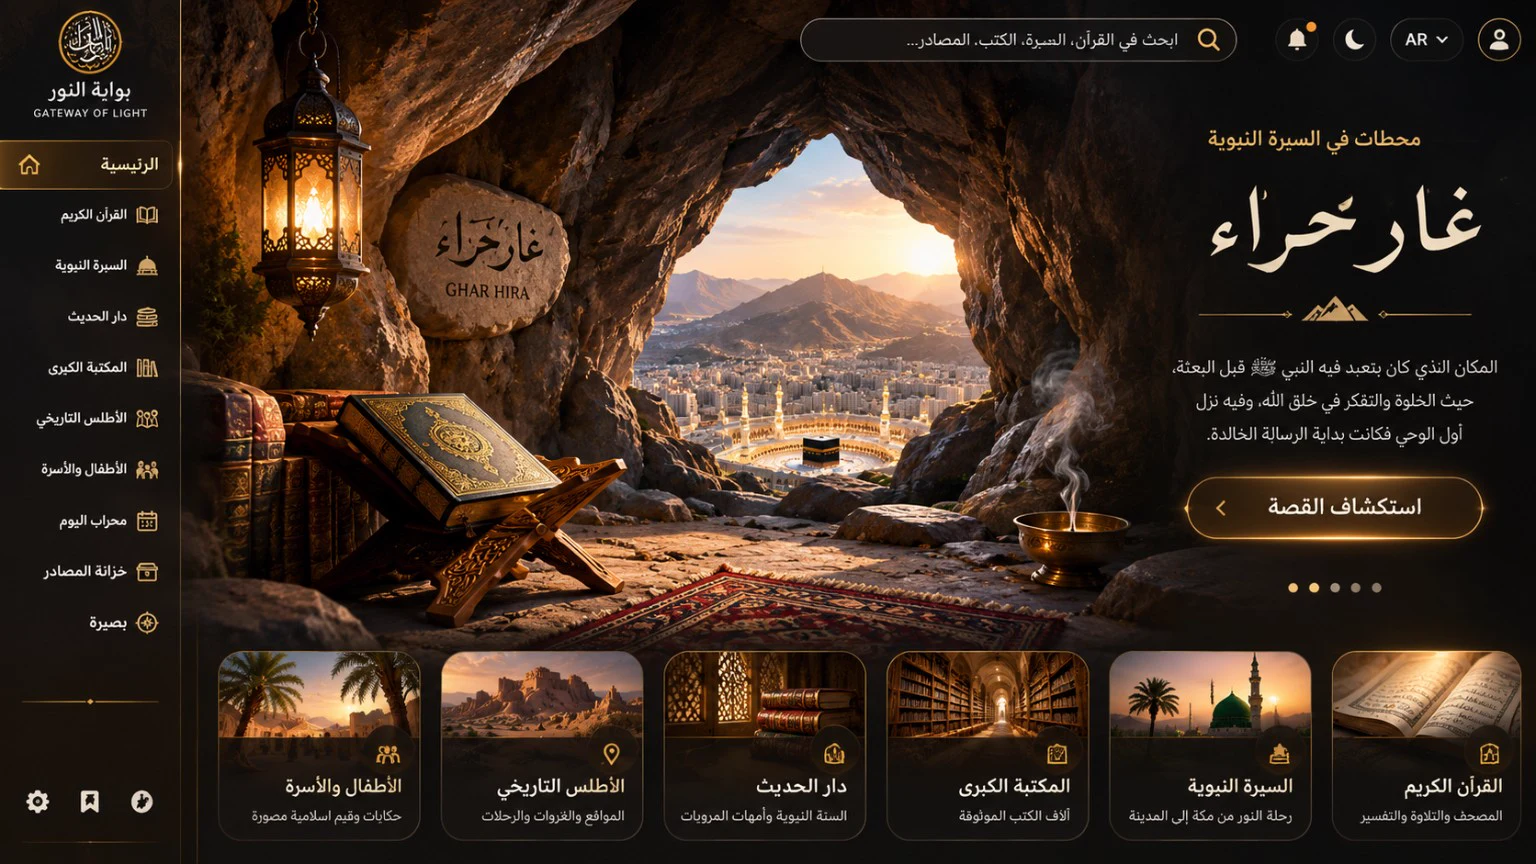 بوابة النور
GATEWAY OF LIGHT
ابحث في القرآن، السيرة، الكتب، المصادر...
AR
الرئيسية
القرآن الكريم
السيرة النبوية
دار الحديث
المكتبة الكبرى
الأطلس التاريخي
الأطفال والأسرة
محراب اليوم
خزانة المصادر
بصيرة
غار حراء
GHAR HIRA
محطات في السيرة النبوية
غار حراء
المكان النذي كان بتعبد فيه النبي ﷺ قبل البعثة،
حيث الخلوة والتفكر في خلق الله، وفيه نزل
أول الوحي فكانت بداية الرسالة الخالدة.
استكشاف القصة
القرآن الكريم
المصحف والتلاوة والتفسير
السيرة النبوية
رحلة النور من مكة إلى المدينة
المكتبة الكبرى
آلاف الكتب الموثوقة
دار الحديث
السنة النبوية وأمهات المرويات
الأطلس التاريخي
المواقع والغزوات والرحلات
الأطفال والأسرة
حكايات وقيم اسلامية مصورة